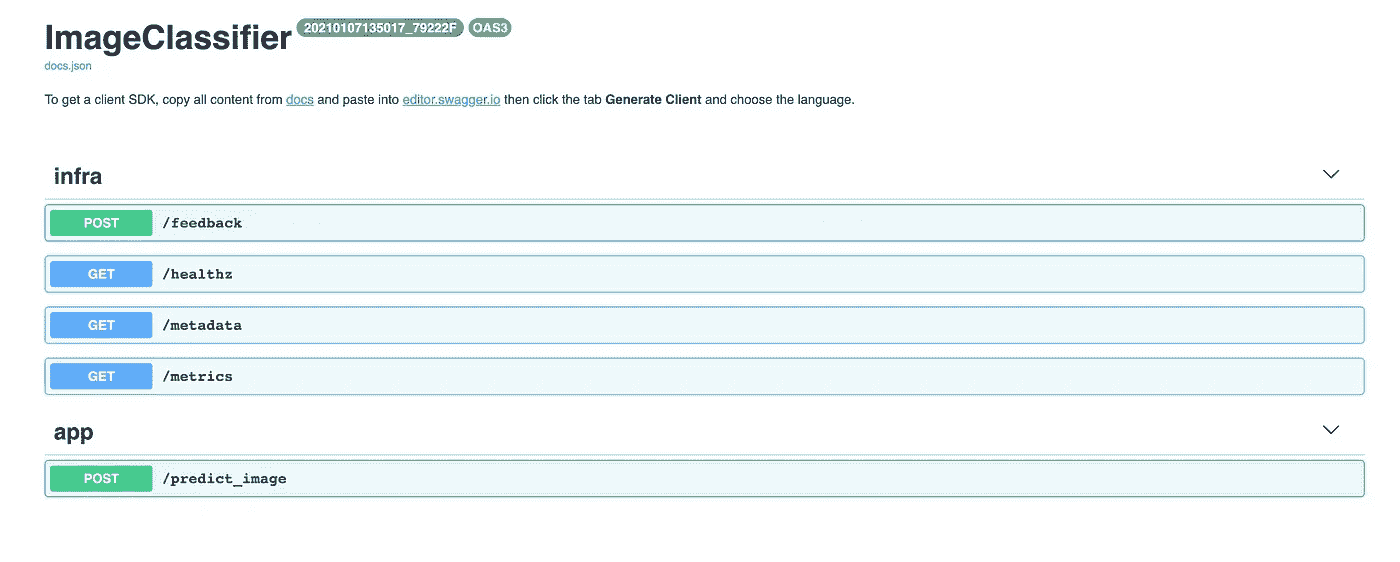 ImageClassifier 20210107135017_79222F OAS3
docs.json
To get a client SDK, copy all content from docs and paste into editor.swagger.io then click the tab Generate Client and choose the language.
infra
POST /feedback
GET /healthz
GET /metadata
GET /metrics
app
POST /predict_image